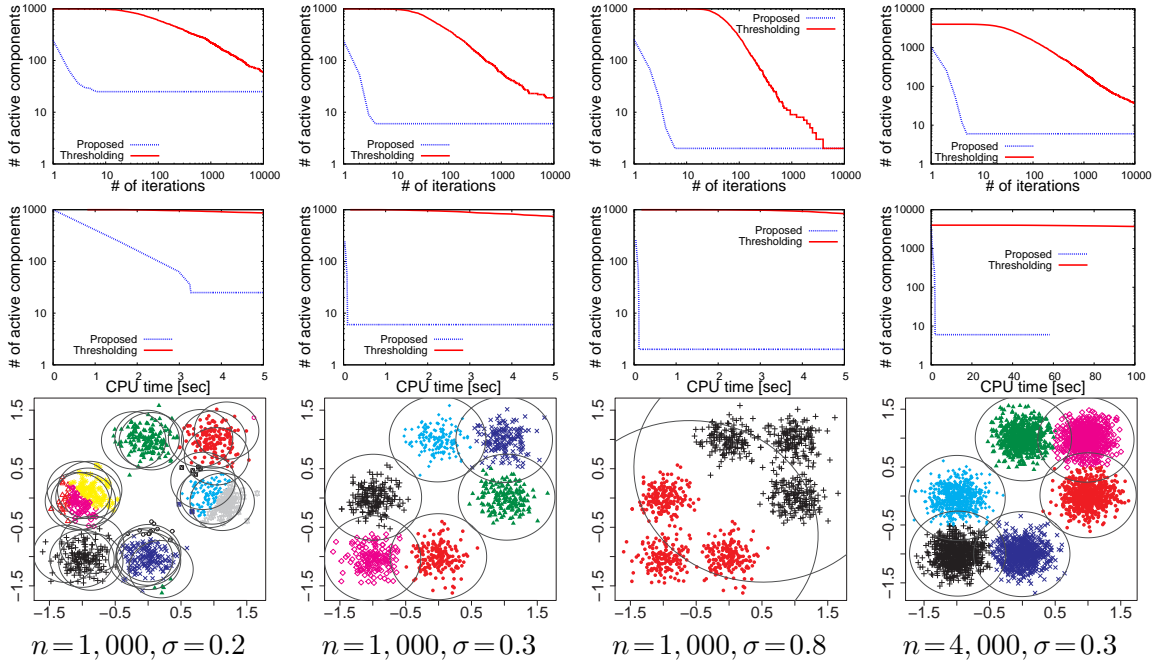 # of active components
1000
100
10
1
1 10 100 1000 10000
# of iterations
Proposed
Thresholding
# of active components
1000
100
10
1
1 10 100 1000 10000
# of iterations
Proposed
Thresholding
# of active components
1000
100
10
1
1 10 100 1000 10000
# of iterations
Proposed
Thresholding
# of active components
10000
1000
100
10
1
1 10 100 1000 10000
# of iterations
Proposed
Thresholding
# of active components
1000
100
10
1
0 1 2 3 4 5
CPU time [sec]
Proposed
Thresholding
# of active components
1000
100
10
1
0 1 2 3 4 5
CPU time [sec]
Proposed
Thresholding
# of active components
1000
100
10
1
0 1 2 3 4 5
CPU time [sec]
Proposed
Thresholding
# of active components
10000
1000
100
10
1
0 20 40 60 80 100
CPU time [sec]
Proposed
Thresholding
1.5
0.5
−0.5
−1.5
−1.5 −0.5 0.5 1.5
1.5
0.5
−0.5
−1.5
−1.5 −0.5 0.5 1.5
1.5
0.5
−0.5
−1.5
−1.5 −0.5 0.5 1.5
1.5
0.5
−0.5
−1.5
−1.5 −0.5 0.5 1.5
n=1,000, σ=0.2
n=1,000, σ=0.3
n=1,000, σ=0.8
n=4,000, σ=0.3